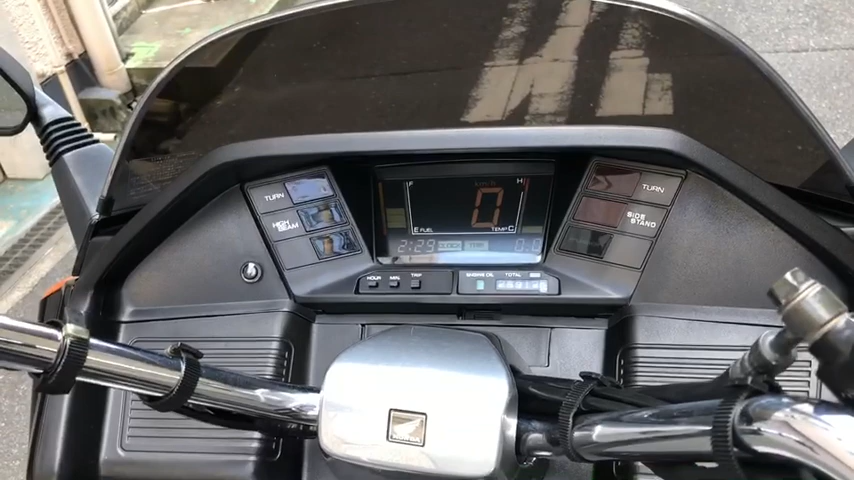 TURN
HIGH BEAM
F
H
0
E FUEL
TEMP C
2:29 CLOCK TRIP 0.0
HOUR MIN TRIP
ENGINE OIL TOTAL
TURN
SIDE STAND
HONDA